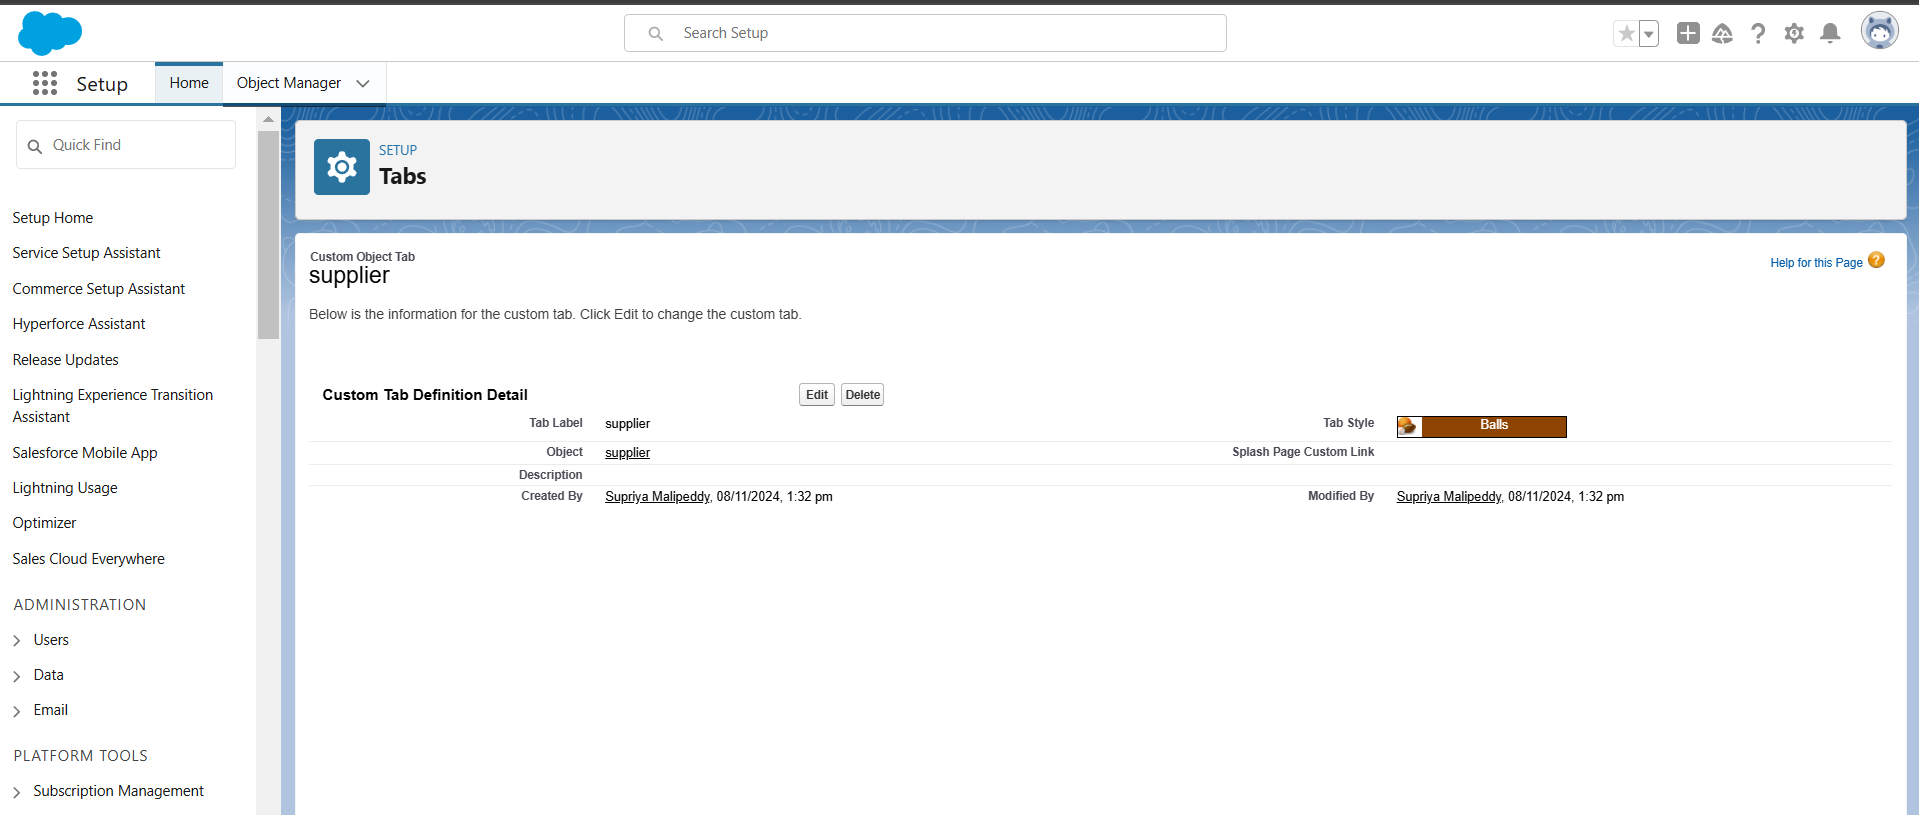 Search Setup
Setup
Home
Object Manager
Quick Find
Setup Home
Service Setup Assistant
Commerce Setup Assistant
Hyperforce Assistant
Release Updates
Lightning Experience Transition
Assistant
Salesforce Mobile App
Lightning Usage
Optimizer
Sales Cloud Everywhere
ADMINISTRATION
Users
Data
Email
PLATFORM TOOLS
Subscription Management
SETUP
Tabs
Custom Object Tab
supplier
Help for this Page
Below is the information for the custom tab. Click Edit to change the custom tab.
Custom Tab Definition Detail Edit Delete
Tab Label supplier Tab Style Balls
Object supplier Splash Page Custom Link
Description
Created By Supriya Malipeddy, 08/11/2024, 1:32 pm Modified By Supriya Malipeddy, 08/11/2024, 1:32 pm